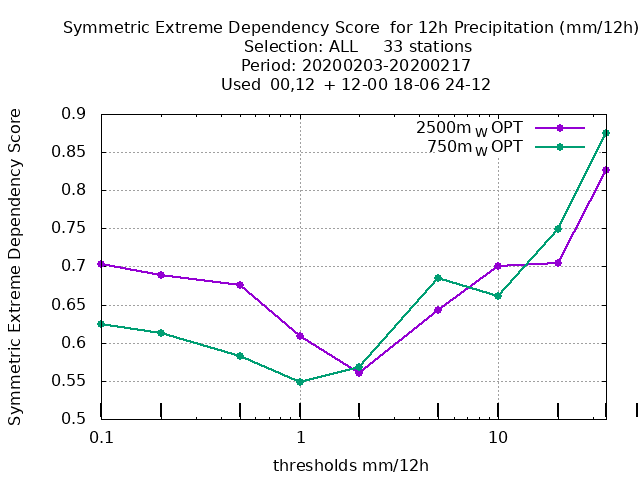 Symmetric Extreme Dependency Score  for 12h Precipitation (mm/12h)
Selection: ALL     33 stations
Period: 20200203-20200217
Used  00,12  + 12-00 18-06 24-12
Symmetric Extreme Dependency Score
2500m W OPT
750m W OPT
0.9
0.85
0.8
0.75
0.7
0.65
0.6
0.55
0.5
0.1
1
10
thresholds mm/12h